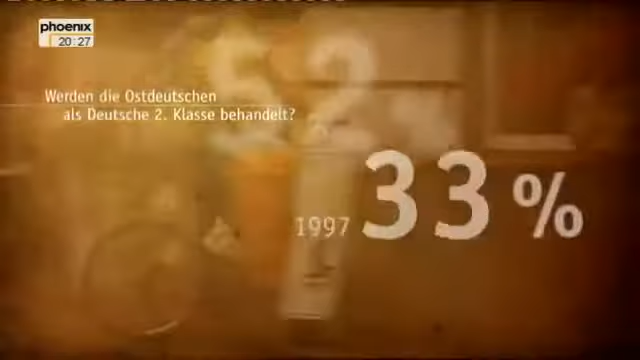 phoenix
20:27
Werden die Ostdeutschen
als Deutsche 2. Klasse behandelt?
1997 33 %